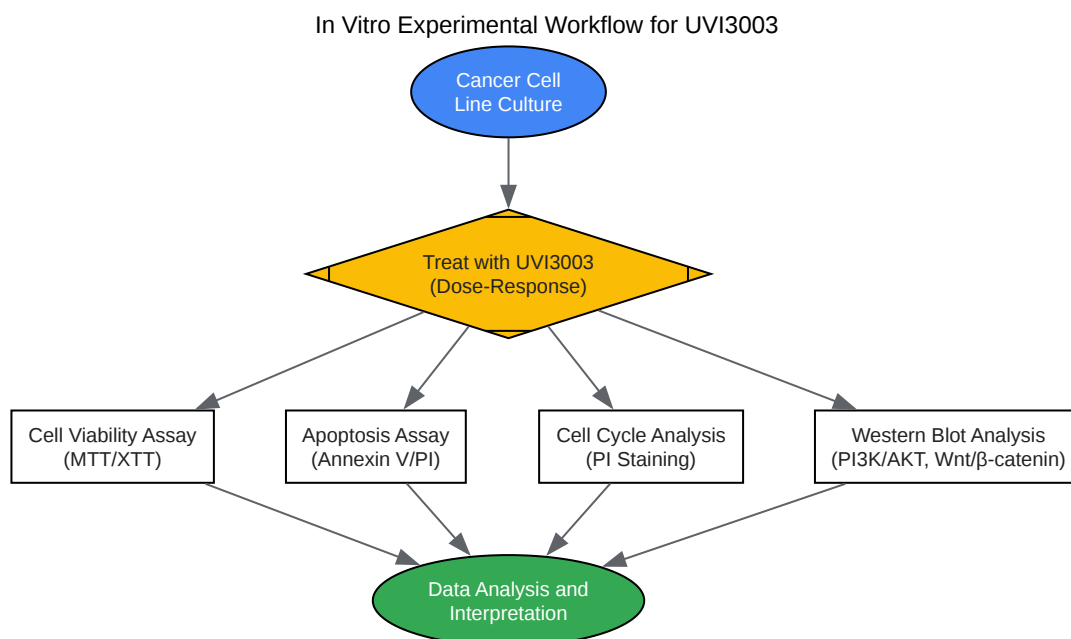 In Vitro Experimental Workflow for UVI3003
Cancer Cell
Line Culture
Treat with UVI3003
(Dose-Response)
Cell Viability Assay
(MTT/XTT)
Apoptosis Assay
(Annexin V/PI)
Cell Cycle Analysis
(PI Staining)
Western Blot Analysis
(PI3K/AKT, Wnt/β-catenin)
Data Analysis and
Interpretation